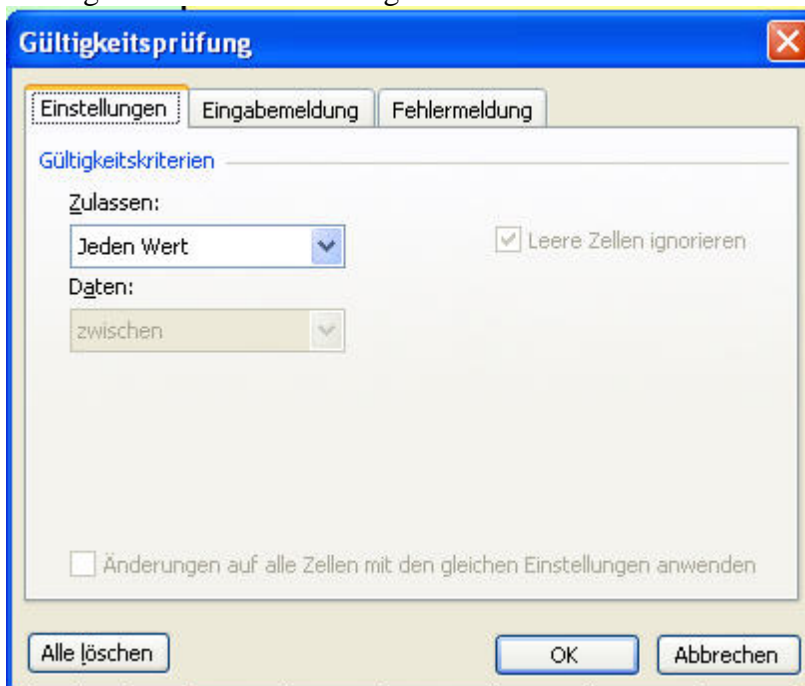 Gültigkeitsprüfung
Einstellungen Eingabemeldung Fehlermeldung
Gültigkeitskriterien
Zulassen:
Jeden Wert
Leere Zellen ignorieren
Daten:
zwischen
Änderungen auf alle Zellen mit den gleichen Einstellungen anwenden
Alle löschen OK Abbrechen